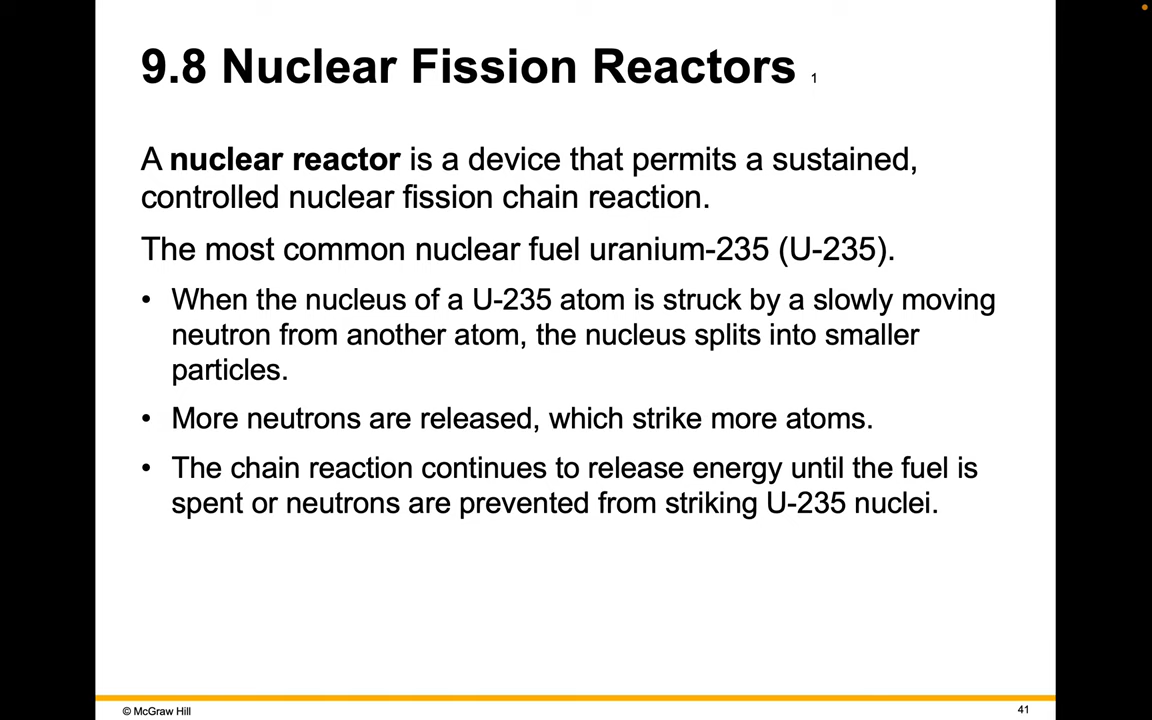 9.8 Nuclear Fission Reactors 1
A nuclear reactor is a device that permits a sustained,
controlled nuclear fission chain reaction.
The most common nuclear fuel uranium-235 (U-235).
• When the nucleus of a U-235 atom is struck by a slowly moving
neutron from another atom, the nucleus splits into smaller
particles.
• More neutrons are released, which strike more atoms.
• The chain reaction continues to release energy until the fuel is
spent or neutrons are prevented from striking U-235 nuclei.
© McGraw Hill
41